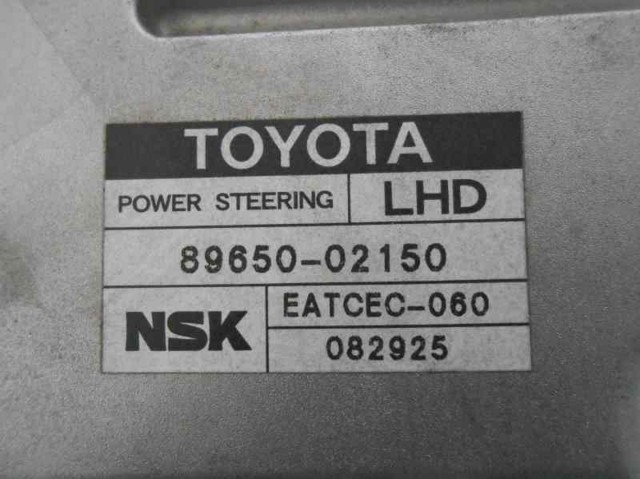 TOYOTA
POWER STEERING LHD
89650-02150
NSK EATCEC-060
082925